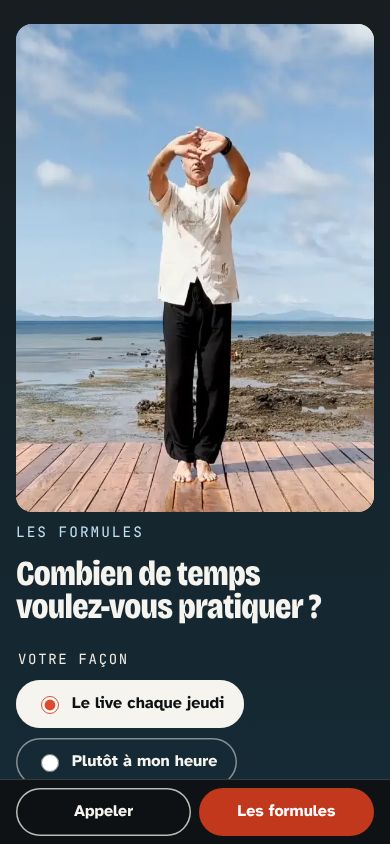 LES FORMULES
Combien de temps
voulez-vous pratiquer ?
VOTRE FAÇON
Le live chaque jeudi
Plutôt à mon heure
Appeler
Les formules